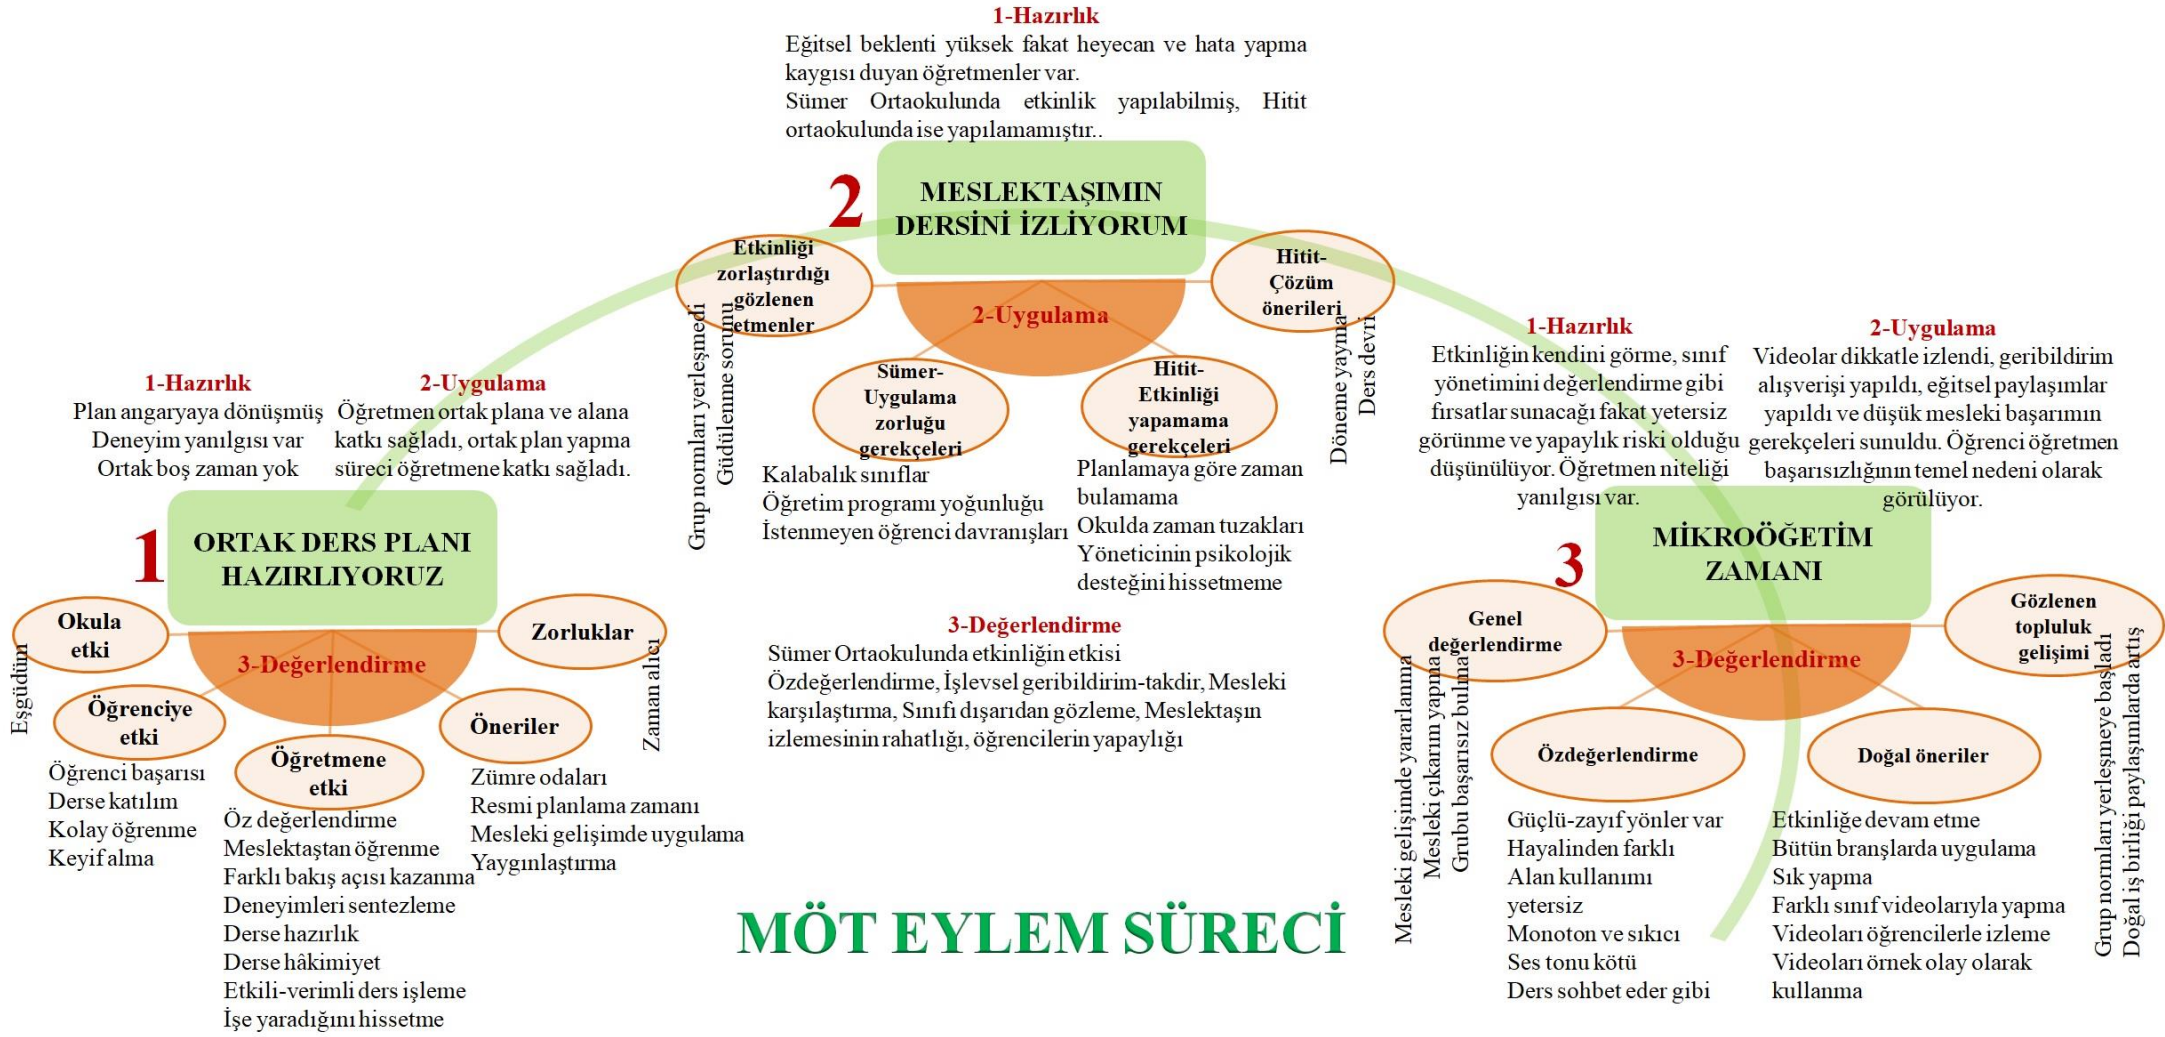 1-Hazırlık
Eğitsel beklenti yüksek fakat heyecan ve hata yapma
kaygısı duyan öğretmenler var.
Sümer Ortaokulunda etkinlik yapılabilmiş, Hitit
ortaokulunda ise yapılamamıştır..
2
MESLEKTAŞIMIN
DERSİNİ İZLİYORUM
Etkinliği
zorlaştırdığı
gözlenen
etmenler
Grup normları yerleşmedi
Güdülenme sorunu
2-Uygulama
Sümer-
Uygulama
zorluğu
gerekçeleri
Kalabalık sınıflar
Öğretim programı yoğunluğu
İstenmeyen öğrenci davranışları
Hitit-
Etkinliği
yapamama
gerekçeleri
Planlamaya göre zaman
bulamama
Okulda zaman tuzakları
Yöneticinin psikolojik
desteğini hissetmeme
Hitit-
Çözüm
önerileri
Döneme yayma
Ders devri
3-Değerlendirme
Sümer Ortaokulunda etkinliğin etkisi
Özdeğerlendirme, İşlevsel geribildirim-takdir, Mesleki
karşılaştırma, Sınıfı dışarıdan gözleme, Meslektaşın
izlemesinin rahatlığı, öğrencilerin yapaylığı
1-Hazırlık
Plan angaryaya dönüşmüş
Deneyim yanılgısı var
Ortak boş zaman yok
2-Uygulama
Öğretmen ortak plana ve alana
katkı sağladı, ortak plan yapma
süreci öğretmene katkı sağladı.
1
ORTAK DERS PLANI
HAZIRLIYORUZ
3-Değerlendirme
Okula
etki
Eşgüdüm
Öğrenciye
etki
Öğrenci başarısı
Derse katılım
Kolay öğrenme
Keyif alma
Öğretmene
etki
Öz değerlendirme
Meslektaştan öğrenme
Farklı bakış açısı kazanma
Deneyimleri sentezleme
Derse hazırlık
Derse hâkimiyet
Etkili-verimli ders işleme
İşe yaradığını hissetme
Öneriler
Zümre odaları
Resmi planlama zamanı
Mesleki gelişimde uygulama
Yaygınlaştırma
Zorluklar
Zaman alıcı
1-Hazırlık
Etkinliğin kendini görme, sınıf
yönetimini değerlendirme gibi
fırsatlar sunacağı fakat yetersiz
görünme ve yapaylık riski olduğu
düşünülüyor. Öğretmen niteliği
yanılgısı var.
2-Uygulama
Videolar dikkatle izlendi, geribildirim
alışverişi yapıldı, eğitsel paylaşımlar
yapıldı ve düşük mesleki başarımın
gerekçeleri sunuldu. Öğrenci öğretmen
başarısızlığının temel nedeni olarak
görülüyor.
3
MİKROÖĞETİM
ZAMANI
3-Değerlendirme
Genel
değerlendirme
Mesleki gelişimde yararlanma
Mesleki çıkarım yapma
Grubu başarısız bulma
Özdeğerlendirme
Güçlü-zayıf yönler var
Hayalinden farklı
Alan kullanımı
yetersiz
Monoton ve sıkıcı
Ses tonu kötü
Ders sohbet eder gibi
Doğal öneriler
Etkinliğe devam etme
Bütün branşlarda uygulama
Sık yapma
Farklı sınıf videolarıyla yapma
Videoları öğrencilerle izleme
Videoları örnek olay olarak
kullanma
Gözlenen
topluluk
gelişimi
Grup normları yerleşmeye başladı
Doğal iş birliği paylaşımlarda artış
MÖT EYLEM SÜRECİ